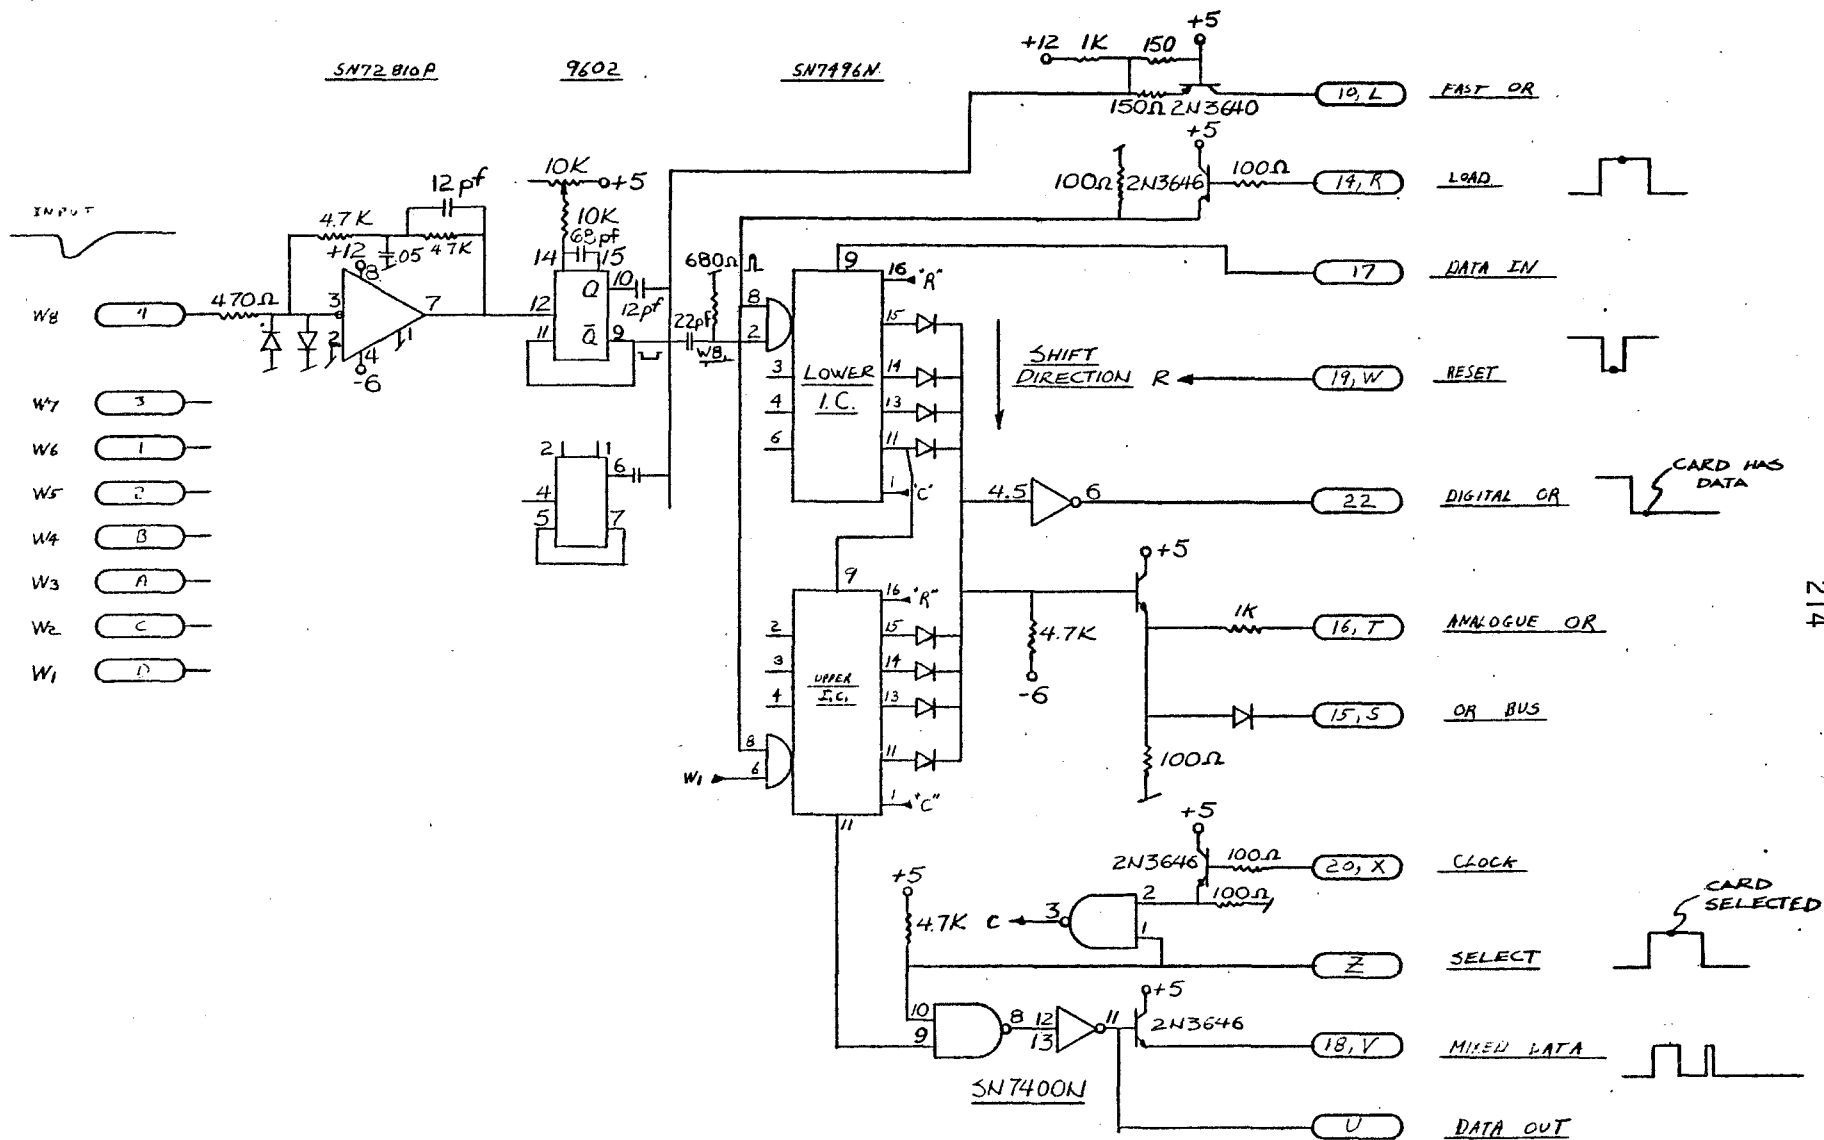 SN72810P
9602
SN7496N
+12
1K
150
+5
150Ω
2N3640
10, L
FAST OR
+5
100Ω
2N3646
100Ω
14, R
LOAD
INPUT
12pf
4.7K
47K
+12
.05
10K
+5
10K
68pf
14
15
680Ω
9
16
"R"
17
DATA IN
W8
470Ω
3
8
7
2
1
4
-6
12
11
Q
10
12pf
Q̄
9
22pf
W8
8
2
3
4
6
LOWER
I.C.
15
14
13
11
1
'C'
SHIFT
DIRECTION
R
19, W
RESET
W7
3
W6
1
W5
2
W4
B
W3
A
W2
C
W1
D
2
1
6
4
5
7
4.5
6
22
DIGITAL OR
CARD HAS
DATA
9
2
3
4
UPPER
I.C.
16
"R"
15
14
13
11
1
"C"
8
6
W1
11
4.7K
-6
+5
1K
16, T
ANALOGUE OR
15, S
OR BUS
100Ω
214
+5
2N3646
100Ω
20, X
CLOCK
100Ω
+5
4.7K
C
3
2
1
Z
SELECT
CARD
SELECTED
10
9
8
12
13
11
+5
2N3646
18, V
MIXED DATA
SN7400N
U
DATA OUT